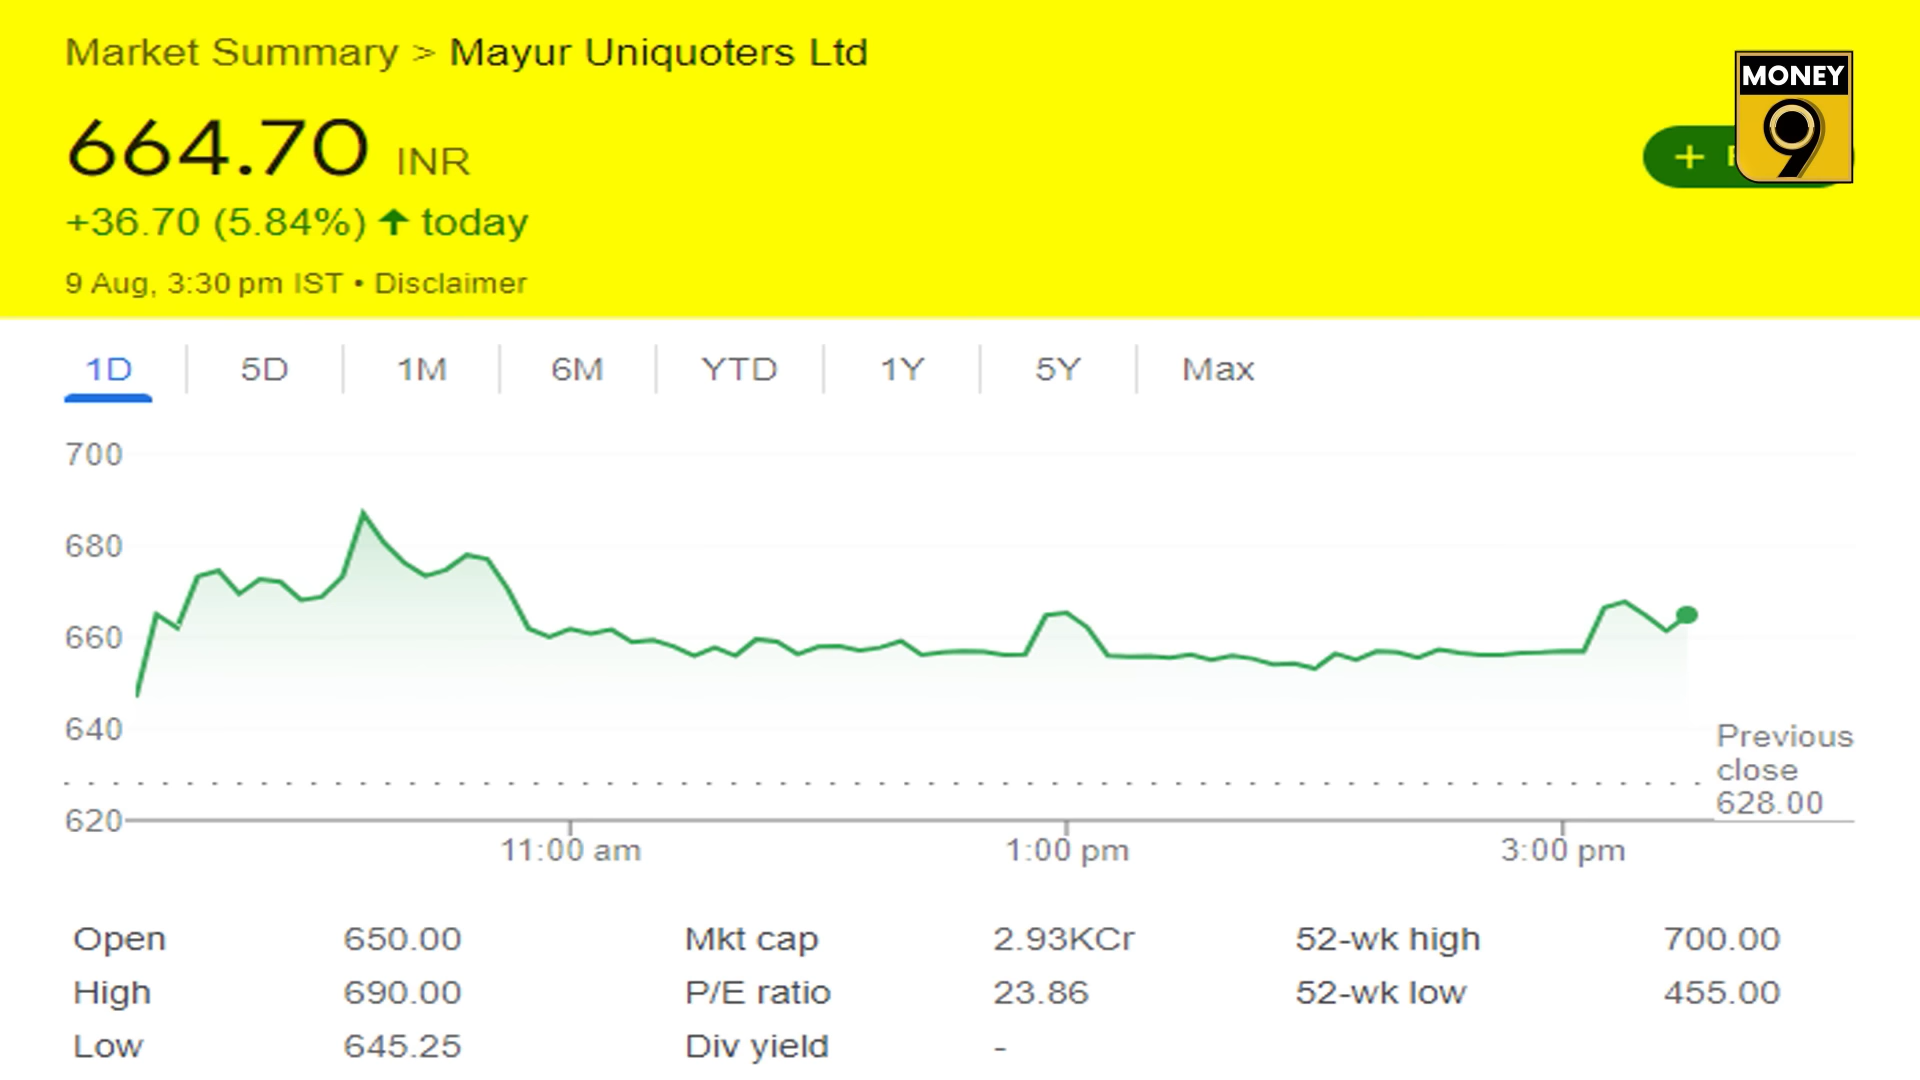 Market Summary > Mayur Uniquoters Ltd
MONEY
9
664.70 INR
+
+36.70 (5.84%) ↑ today
9 Aug, 3:30 pm IST • Disclaimer
1D 5D 1M 6M YTD 1Y 5Y Max
700
680
660
640
Previous
close
628.00
620
11:00 am 1:00 pm 3:00 pm
Open 650.00 Mkt cap 2.93KCr 52-wk high 700.00
High 690.00 P/E ratio 23.86 52-wk low 455.00
Low 645.25 Div yield -